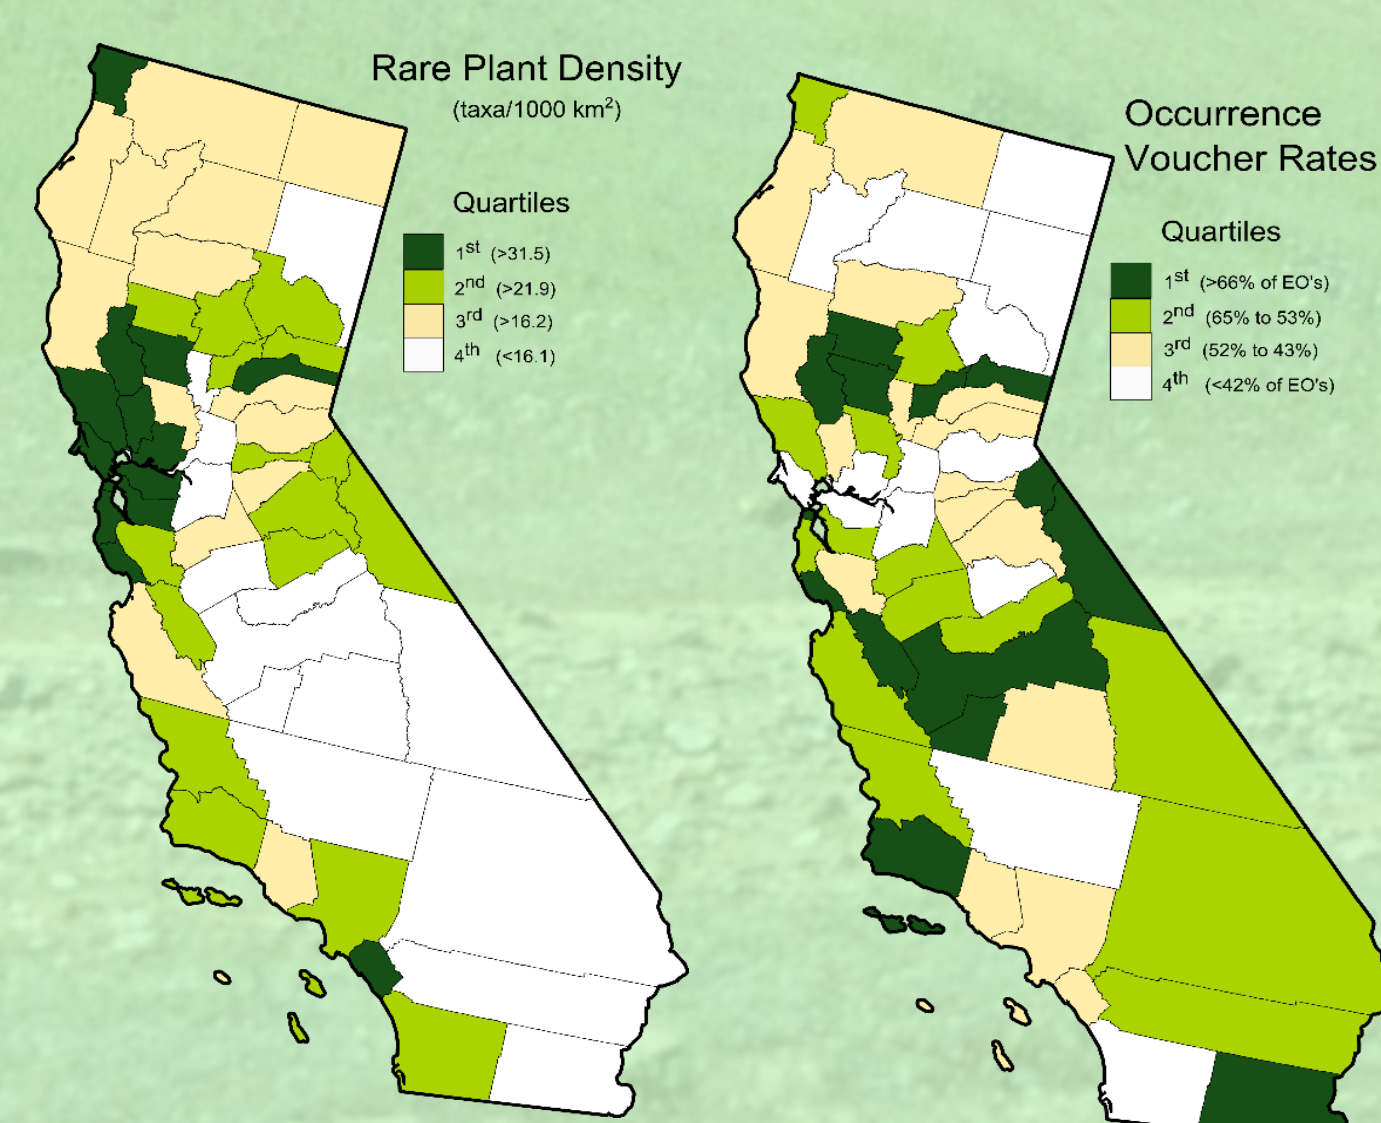 Rare Plant Density
(taxa/1000 km²)
Quartiles
1st (>31.5)
2nd (>21.9)
3rd (>16.2)
4th (<16.1)
Occurrence
Voucher Rates
Quartiles
1st (>66% of EO's)
2nd (65% to 53%)
3rd (52% to 43%)
4th (<42% of EO's)